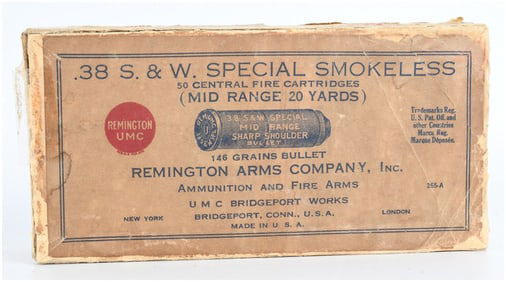 .38 S. & W. SPECIAL SMOKELESS
50 CENTRAL FIRE CARTRIDGES
(MID RANGE 20 YARDS)
REMINGTON
UMC
38 S&W SPECIAL
MID RANGE
SHARP SHOULDER
BULLET
Trademarks Reg.
U.S. Pat. Off. and
other Countries
Marca Reg.
Marque Déposée.
146 GRAINS BULLET
REMINGTON ARMS COMPANY, INC.
AMMUNITION AND FIRE ARMS
255-A
UMC BRIDGEPORT WORKS
NEW YORK
BRIDGEPORT, CONN., U.S.A.
LONDON
MADE IN U.S.A.